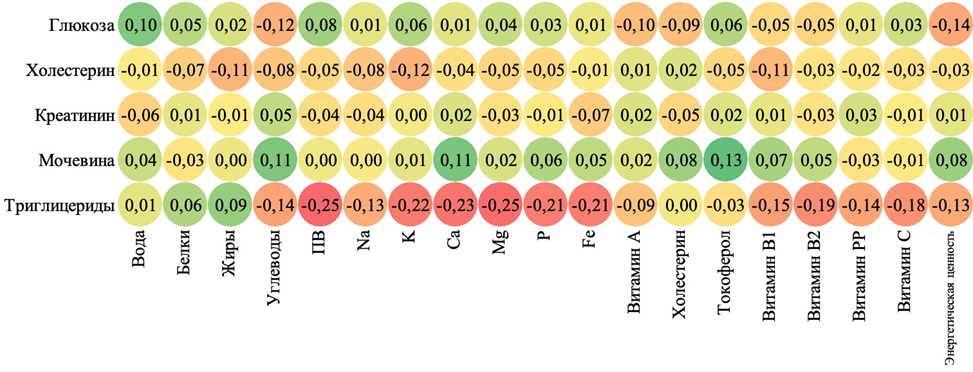 Глюкоза 0,10 0,05 0,02 -0,12 0,08 0,01 0,06 0,01 0,04 0,03 0,01 -0,10 -0,09 0,06 -0,05 -0,05 0,01 0,03 -0,14
Холестерин -0,01 -0,07 -0,11 -0,08 -0,05 -0,08 -0,12 -0,04 -0,05 -0,05 -0,01 0,01 0,02 -0,05 -0,11 -0,03 -0,02 -0,03 -0,03
Креатинин -0,06 0,01 -0,01 0,05 -0,04 -0,04 0,00 0,02 -0,03 -0,01 -0,07 0,02 -0,05 0,02 0,01 -0,03 0,03 -0,01 0,01
Мочевина 0,04 -0,03 0,00 0,11 0,00 0,00 0,01 0,11 0,02 0,06 0,05 0,02 0,08 0,13 0,07 0,05 -0,03 -0,01 0,08
Триглицериды 0,01 0,06 0,09 -0,14 -0,25 -0,13 -0,22 -0,23 -0,25 -0,21 -0,21 -0,09 0,00 -0,03 -0,15 -0,19 -0,14 -0,18 -0,13
Вода
Белки
Жиры
Углеводы
ПВ
Na
K
Ca
Mg
P
Fe
Витамин А
Холестерин
Токоферол
Витамин В1
Витамин В2
Витамин РР
Витамин С
Энергетическая ценность